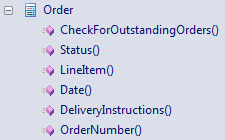 Order
CheckForOutstandingOrders()
Status()
LineItem()
Date()
DeliveryInstructions()
OrderNumber()